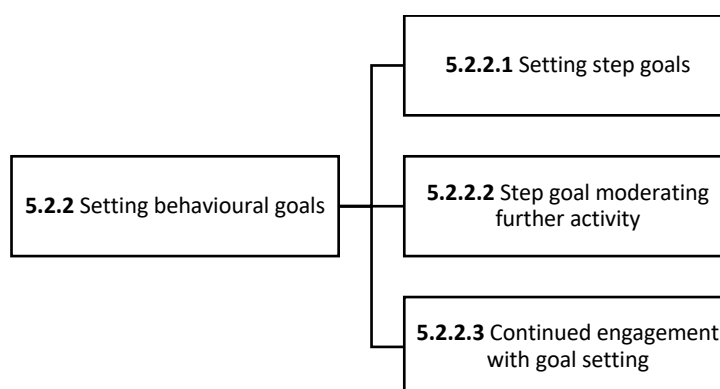 5.2.2.1 Setting step goals
5.2.2 Setting behavioural goals
5.2.2.2 Step goal moderating
further activity
5.2.2.3 Continued engagement
with goal setting